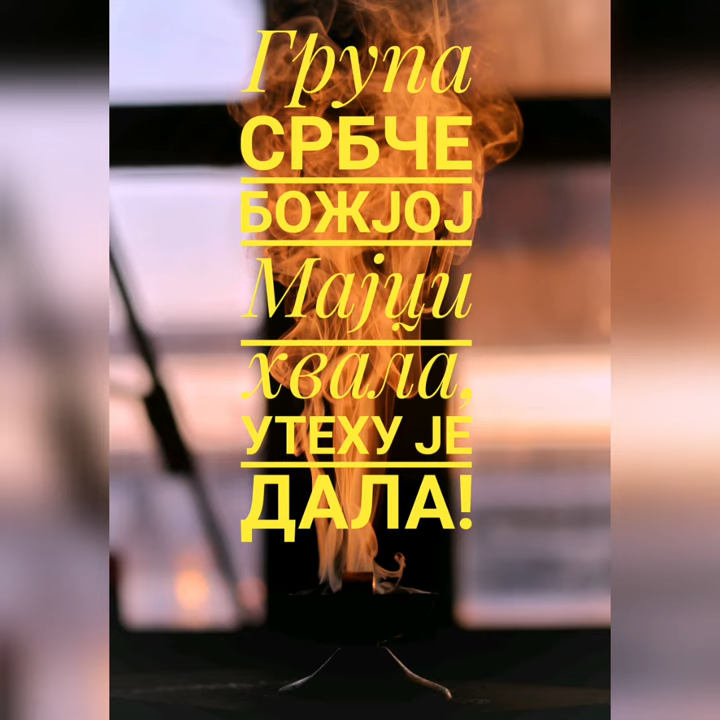 Група
СРБЧЕ
БОЖЈОЈ
Мајци
хвала,
УТЕХУ ЈЕ
ДАЛА!